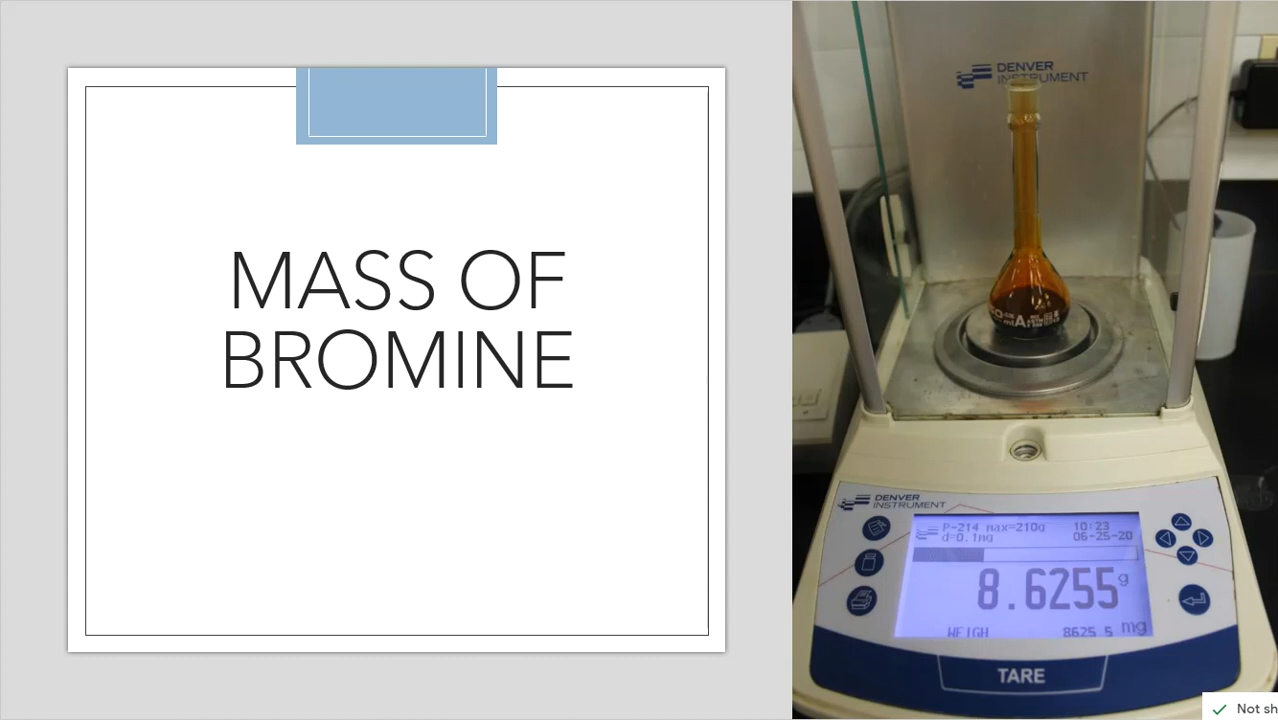 MASS OF
BROMINE
DENVER
INSTRUMENT
DENVER
INSTRUMENT
P-214 max=210g 10:23
d=0.1mg 06-25-20
8.6255 g
WEIGH 8625.5 mg
TARE
Not sh